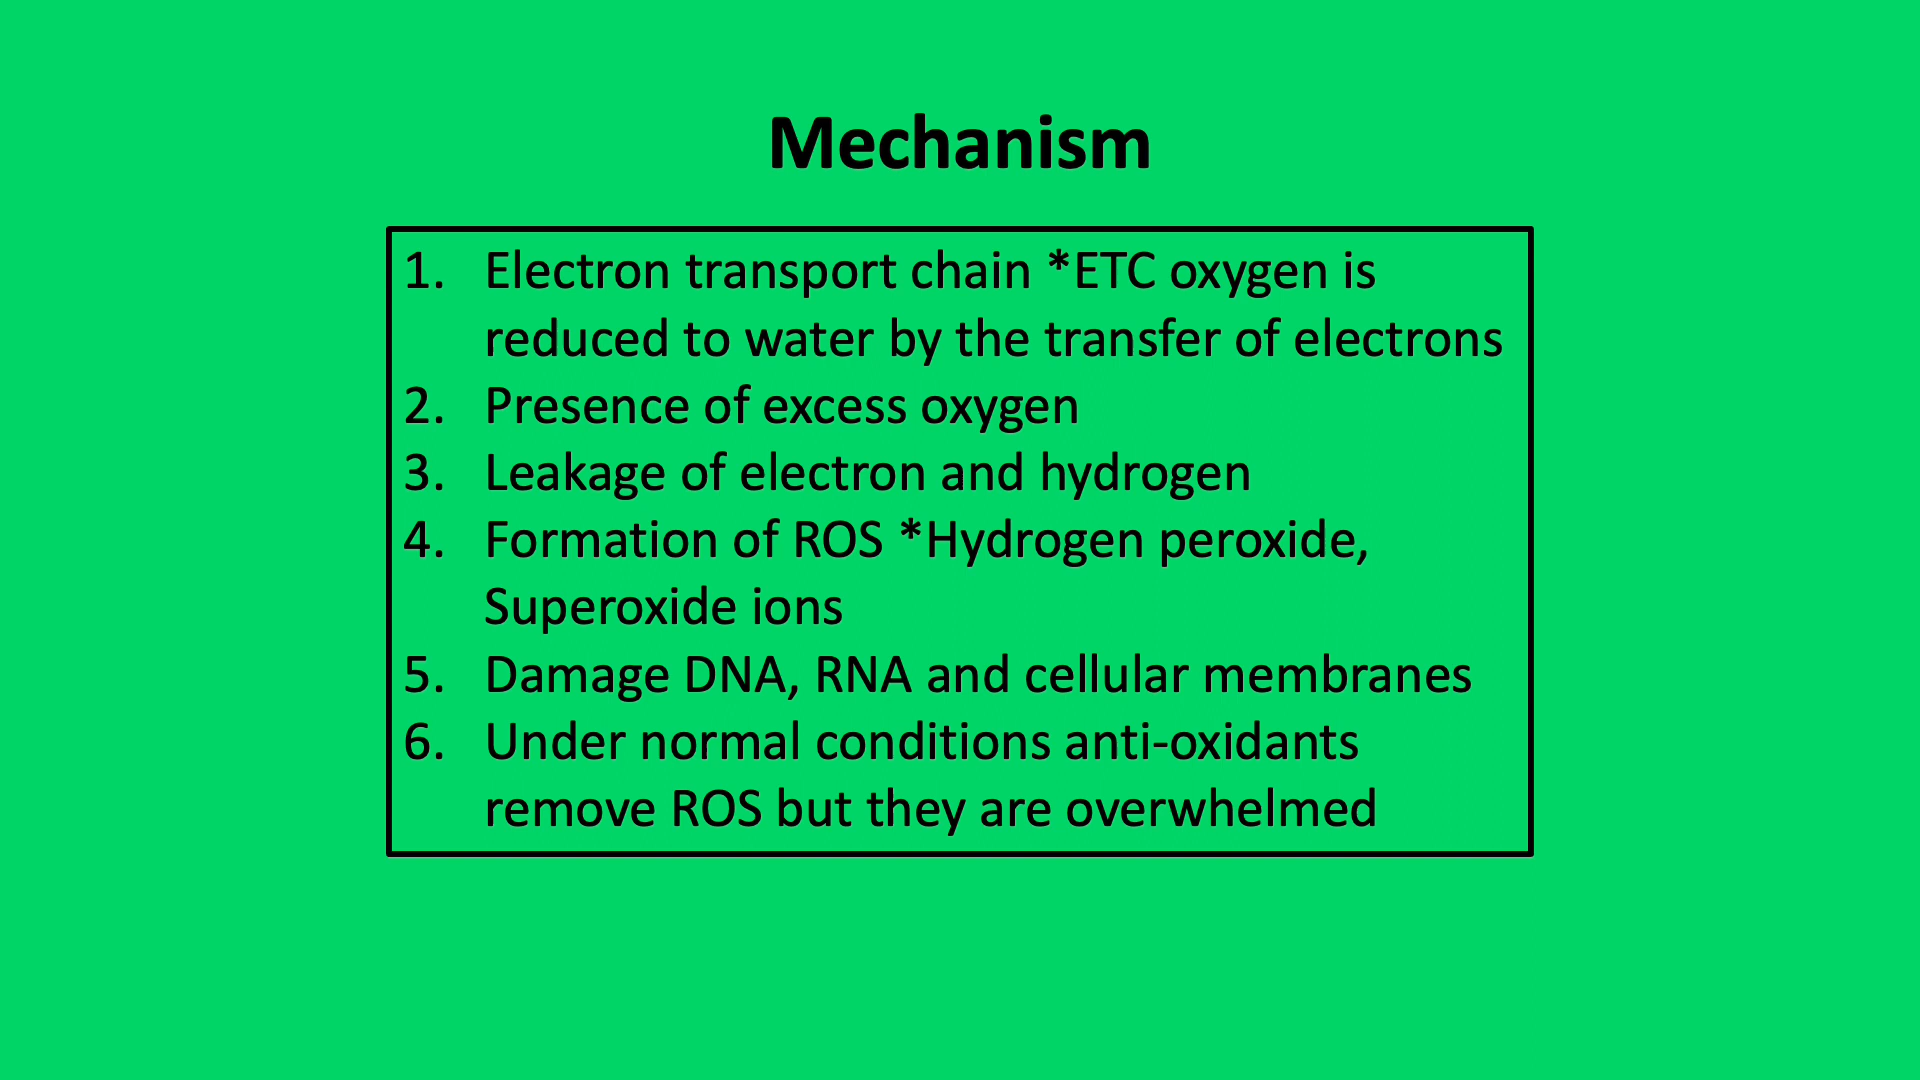 Mechanism
1. Electron transport chain *ETC oxygen is
reduced to water by the transfer of electrons
2. Presence of excess oxygen
3. Leakage of electron and hydrogen
4. Formation of ROS *Hydrogen peroxide,
Superoxide ions
5. Damage DNA, RNA and cellular membranes
6. Under normal conditions anti-oxidants
remove ROS but they are overwhelmed